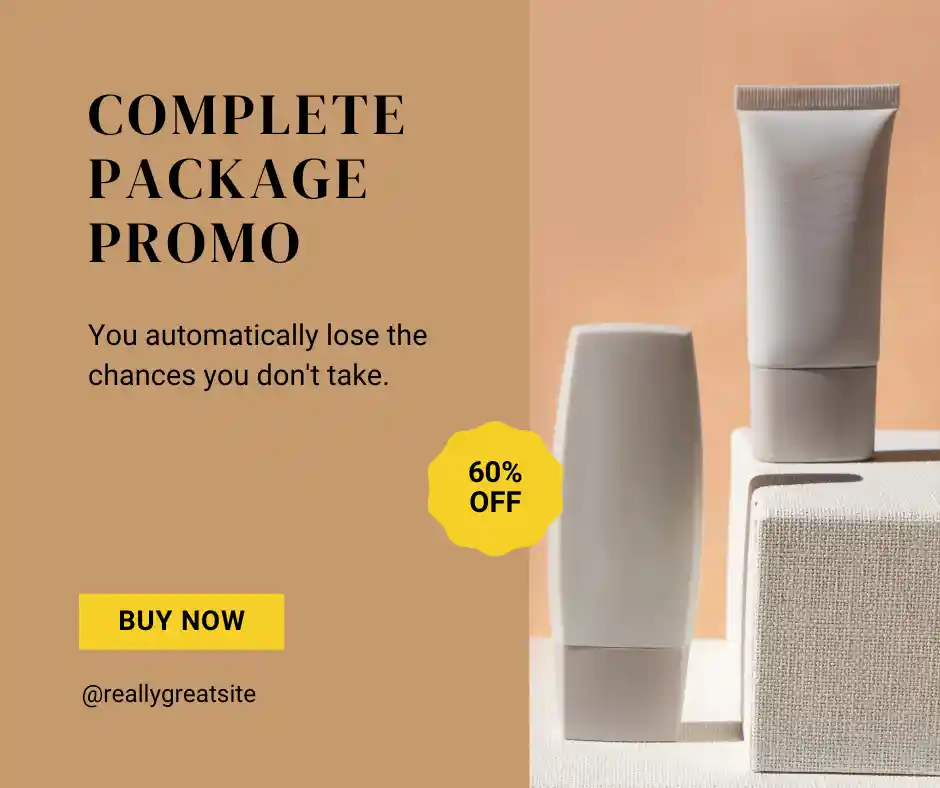 COMPLETE
PACKAGE
PROMO
You automatically lose the
chances you don't take.
60%
OFF
BUY NOW
@reallygreatsite